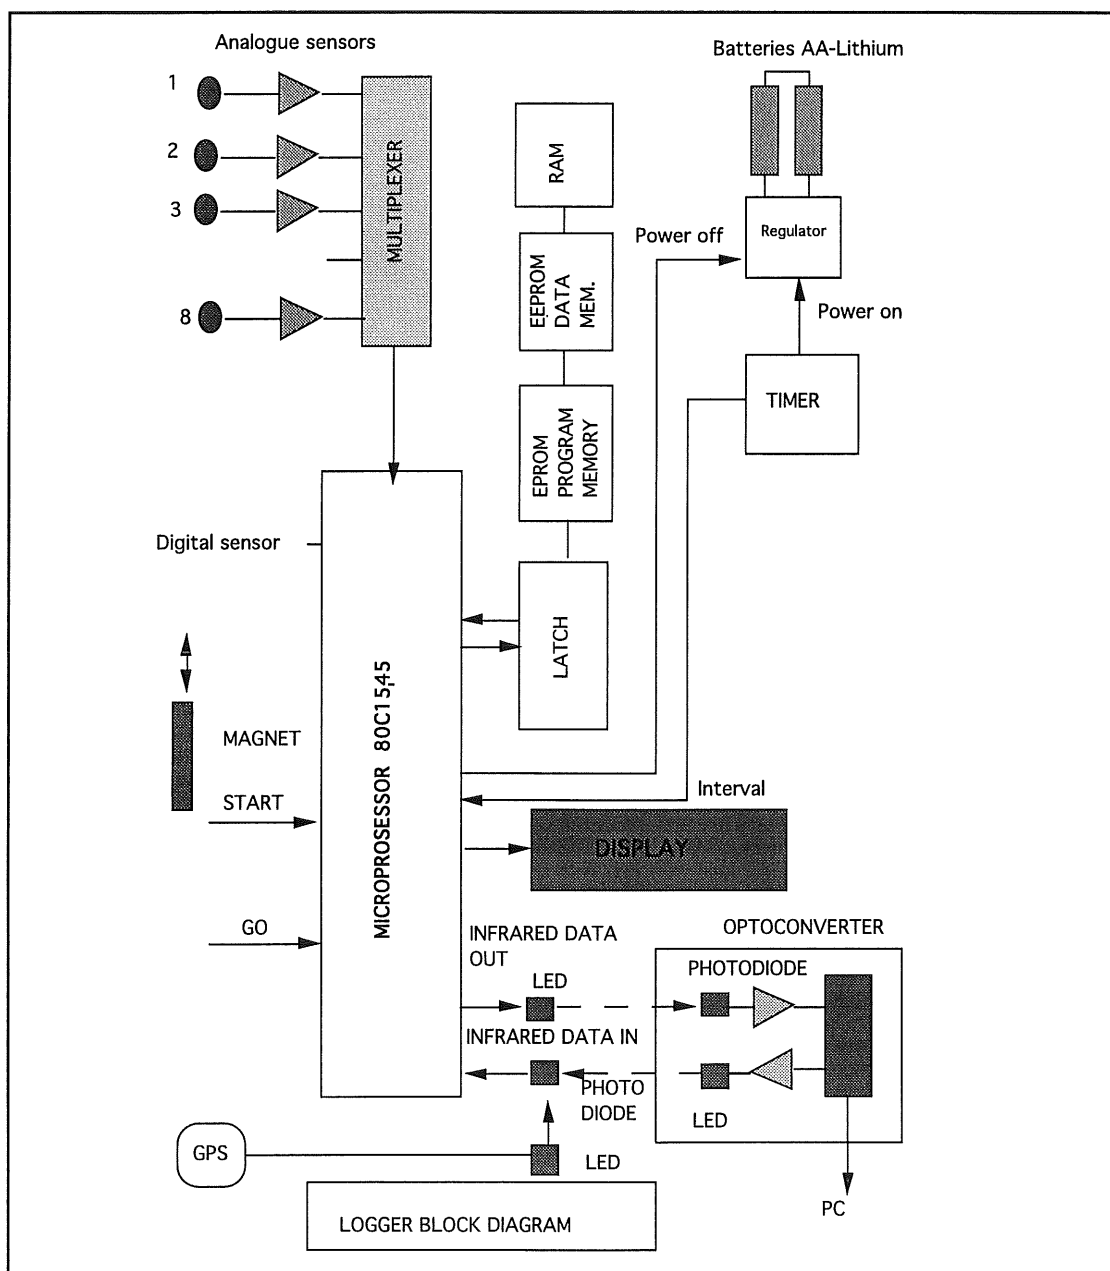 Analogue sensors
Batteries AA-Lithium
1
2
3
8
MULTIPLEXER
RAM
EEPROM
DATA
MEM.
EPROM
PROGRAM
MEMORY
LATCH
Regulator
Power off
Power on
TIMER
Digital sensor
MICROPROSESSOR 80C15,45
MAGNET
START
GO
Interval
DISPLAY
INFRARED DATA
OUT
LED
INFRARED DATA IN
PHOTO
DIODE
OPTOCONVERTER
PHOTODIODE
LED
GPS
LED
PC
LOGGER BLOCK DIAGRAM